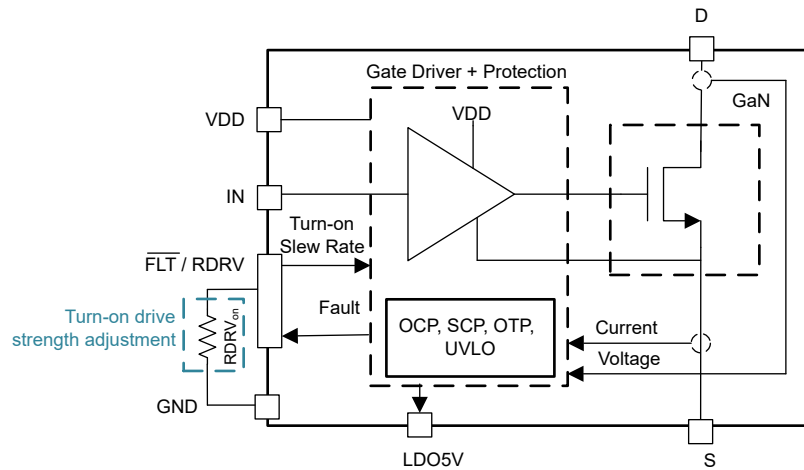 D
Gate Driver + Protection
GaN
VDD
VDD
IN
Turn-on
Slew Rate
FLT / RDRV
Fault
Turn-on drive
strength adjustment
RDRVon
OCP, SCP, OTP,
UVLO
Current
Voltage
GND
LDO5V
S